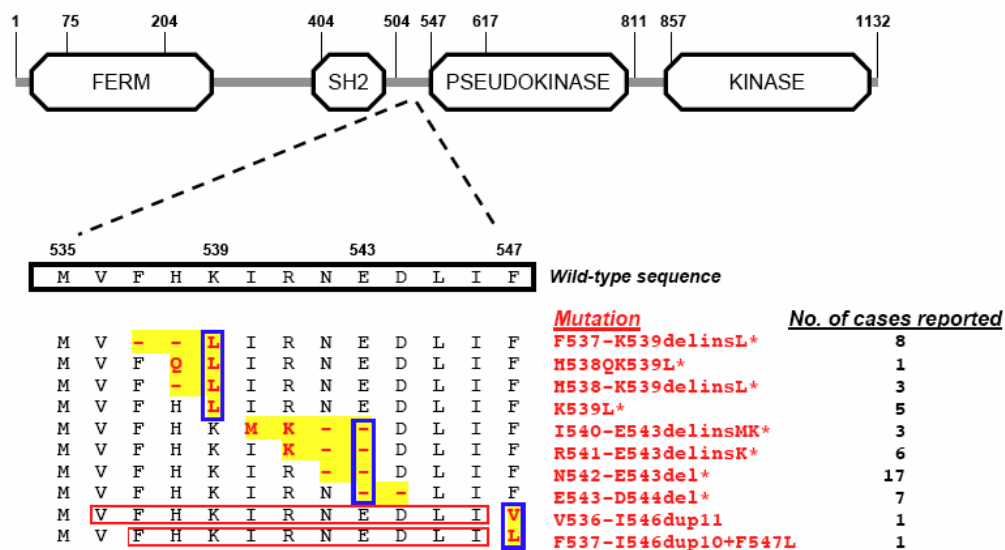 1 75 204 404 504 547 617 811 857 1132
FERM SH2 PSEUDOKINASE KINASE
535 539 543 547
M V F H K I R N E D L I F Wild-type sequence
Mutation No. of cases reported
M V - - L I R N E D L I F F537-K539delinsL* 8
M V F Q L I R N E D L I F H538QK539L* 1
M V F - L I R N E D L I F H538-K539delinsL* 3
M V F H L I R N E D L I F K539L* 5
M V F H K M K - - D L I F I540-E543delinsMK* 3
M V F H K I K - - D L I F R541-E543delinsK* 6
M V F H K I R - - D L I F N542-E543del* 17
M V F H K I R N - - L I F E543-D544del* 7
M V F H K I R N E D L I V V536-I546dup11 1
M V F H K I R N E D L I L F537-I546dup10+F547L 1